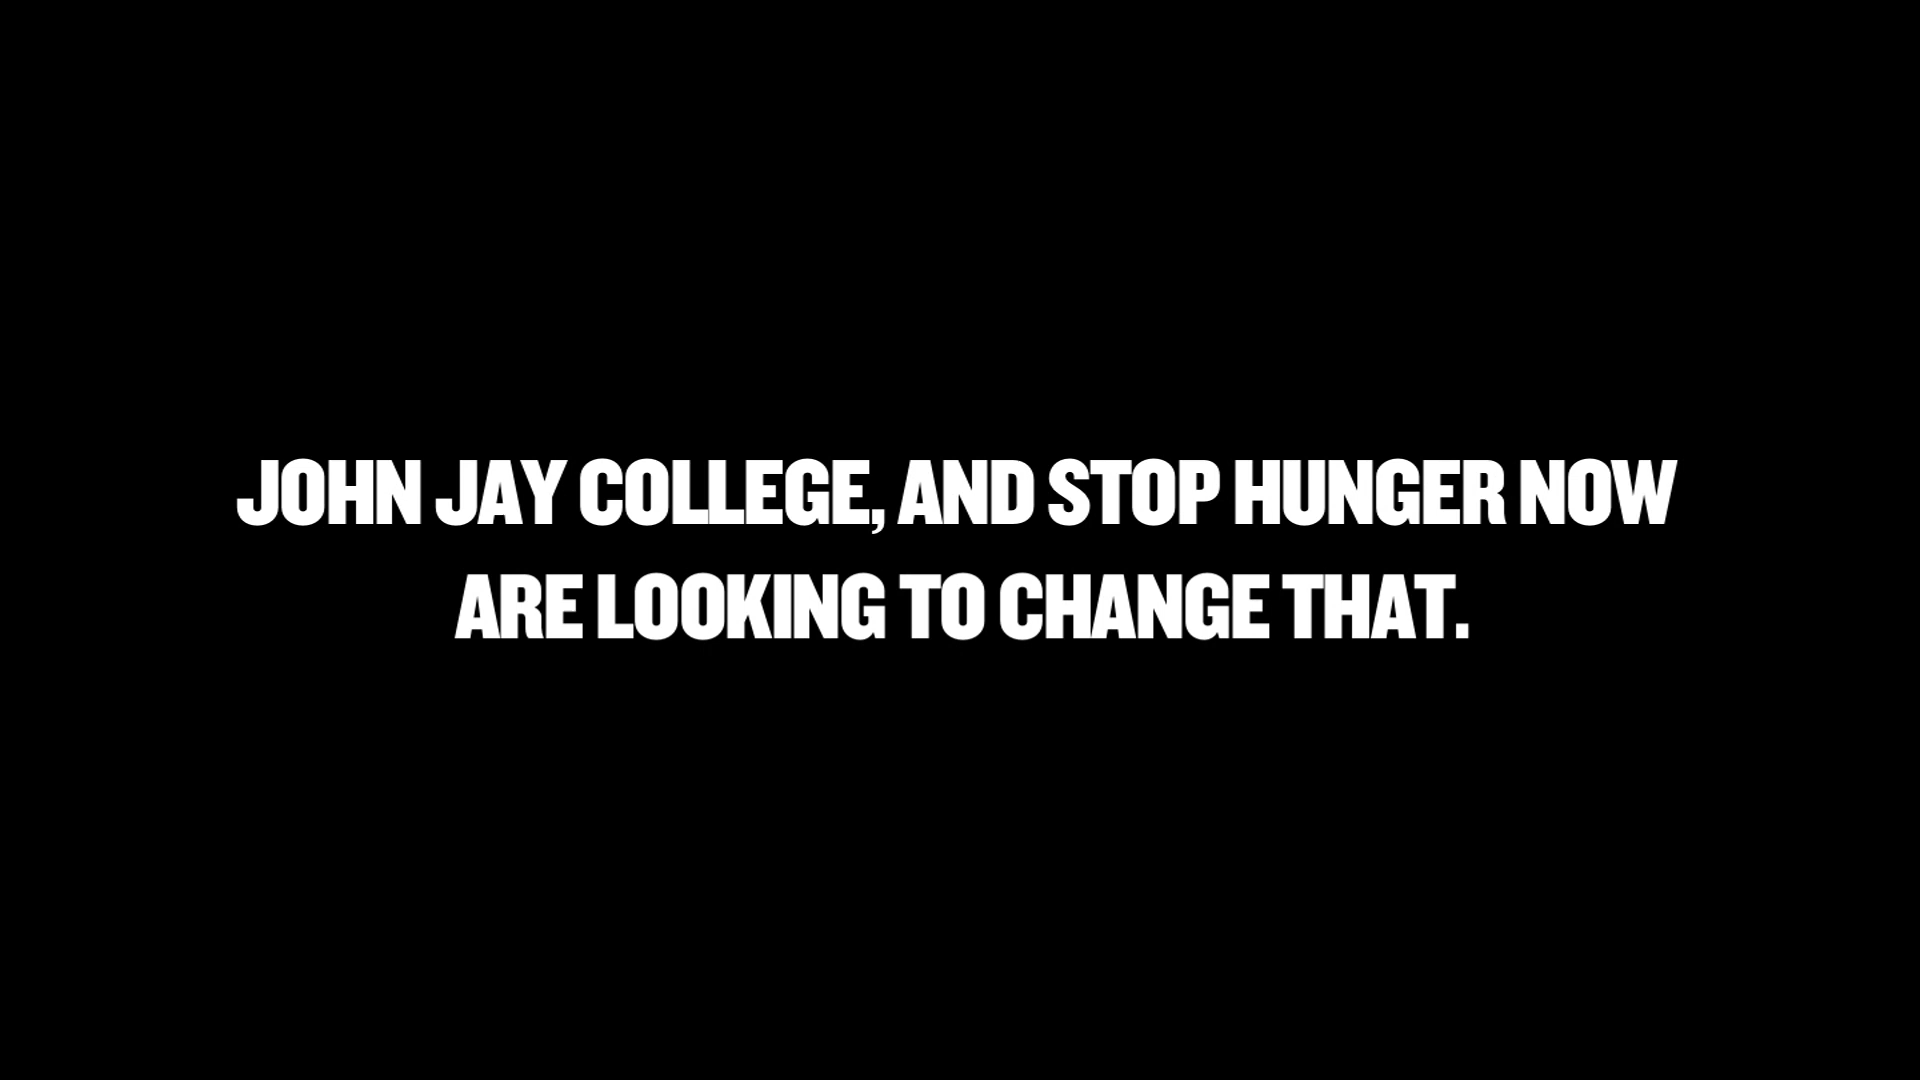 JOHN JAY COLLEGE, AND STOP HUNGER NOW
ARE LOOKING TO CHANGE THAT.